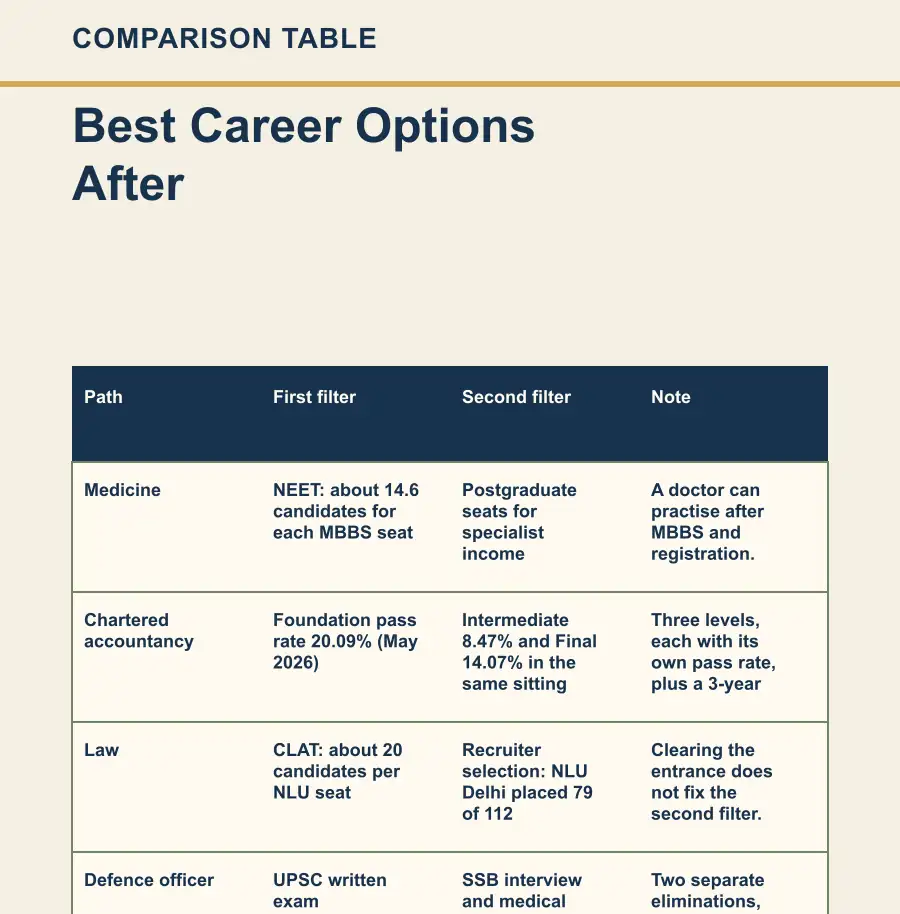 COMPARISON TABLE
Best Career Options
After
Path
First filter
Second filter
Note
Medicine
NEET: about 14.6
candidates for
each MBBS seat
Postgraduate
seats for
specialist
income
A doctor can
practise after
MBBS and
registration.
Chartered
accountancy
Foundation pass
rate 20.09% (May
2026)
Intermediate
8.47% and Final
14.07% in the
same sitting
Three levels,
each with its
own pass rate,
plus a 3-year
Law
CLAT: about 20
candidates per
NLU seat
Recruiter
selection: NLU
Delhi placed 79
of 112
Clearing the
entrance does
not fix the
second filter.
Defence officer
UPSC written
exam
SSB interview
and medical
Two separate
eliminations,